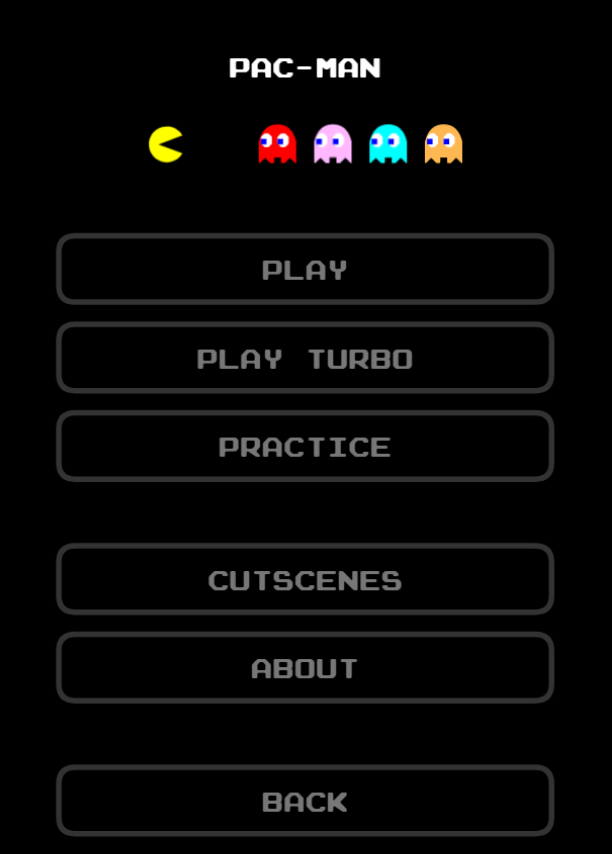 PAC-MAN
PLAY
PLAY TURBO
PRACTICE
CUTSCENES
ABOUT
BACK